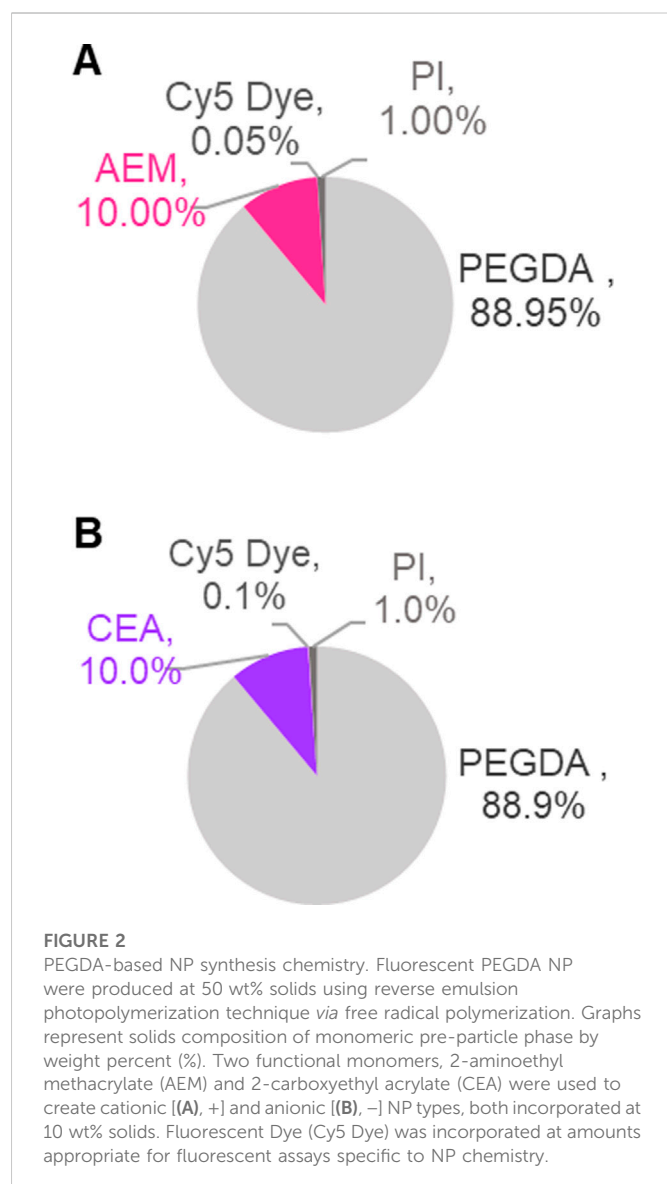 A
Cy5 Dye,
0.05%
PI,
1.00%
AEM,
10.00%
PEGDA ,
88.95%
B
Cy5 Dye,
0.1%
PI,
1.0%
CEA,
10.0%
PEGDA ,
88.9%
FIGURE 2
PEGDA-based NP synthesis chemistry. Fluorescent PEGDA NP
were produced at 50 wt% solids using reverse emulsion
photopolymerization technique via free radical polymerization. Graphs
represent solids composition of monomeric pre-particle phase by
weight percent (%). Two functional monomers, 2-aminoethyl
methacrylate (AEM) and 2-carboxyethyl acrylate (CEA) were used to
create cationic [(A), +] and anionic [(B), –] NP types, both incorporated at
10 wt% solids. Fluorescent Dye (Cy5 Dye) was incorporated at amounts
appropriate for fluorescent assays specific to NP chemistry.